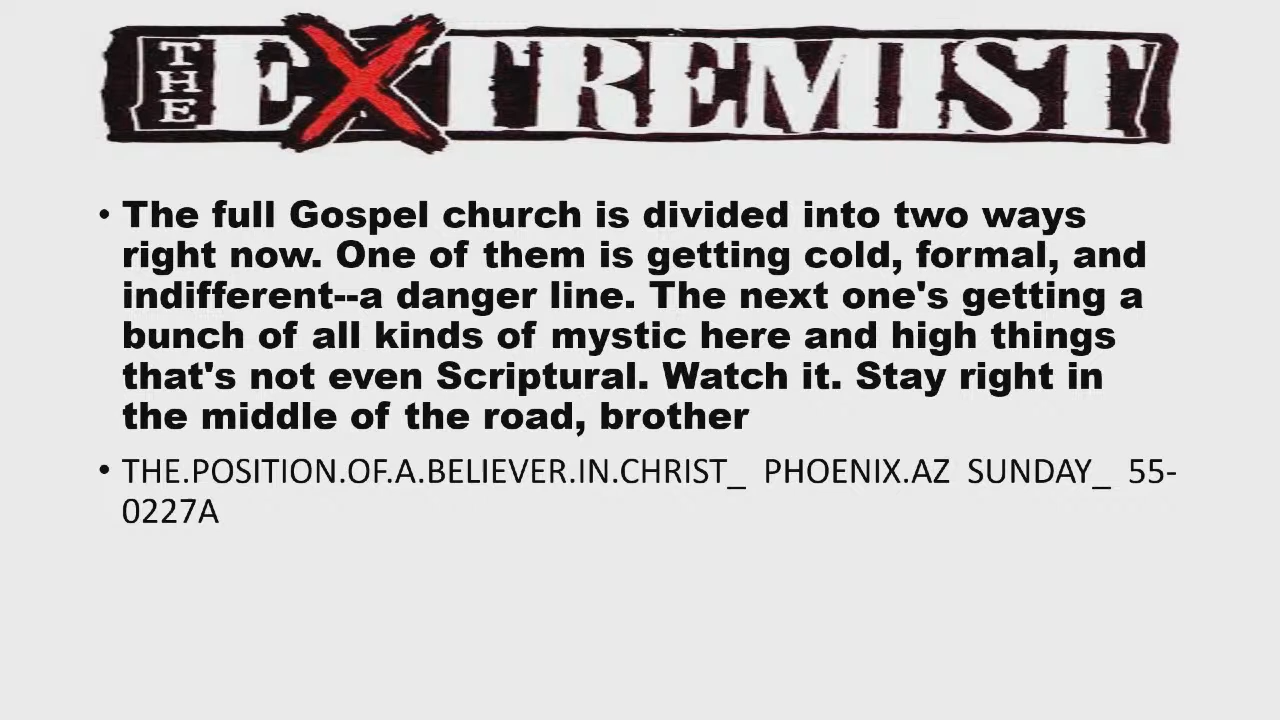 THE EXTREMIST
• The full Gospel church is divided into two ways
right now. One of them is getting cold, formal, and
indifferent--a danger line. The next one's getting a
bunch of all kinds of mystic here and high things
that's not even Scriptural. Watch it. Stay right in
the middle of the road, brother
• THE.POSITION.OF.A.BELIEVER.IN.CHRIST_ PHOENIX.AZ SUNDAY_ 55-
0227A